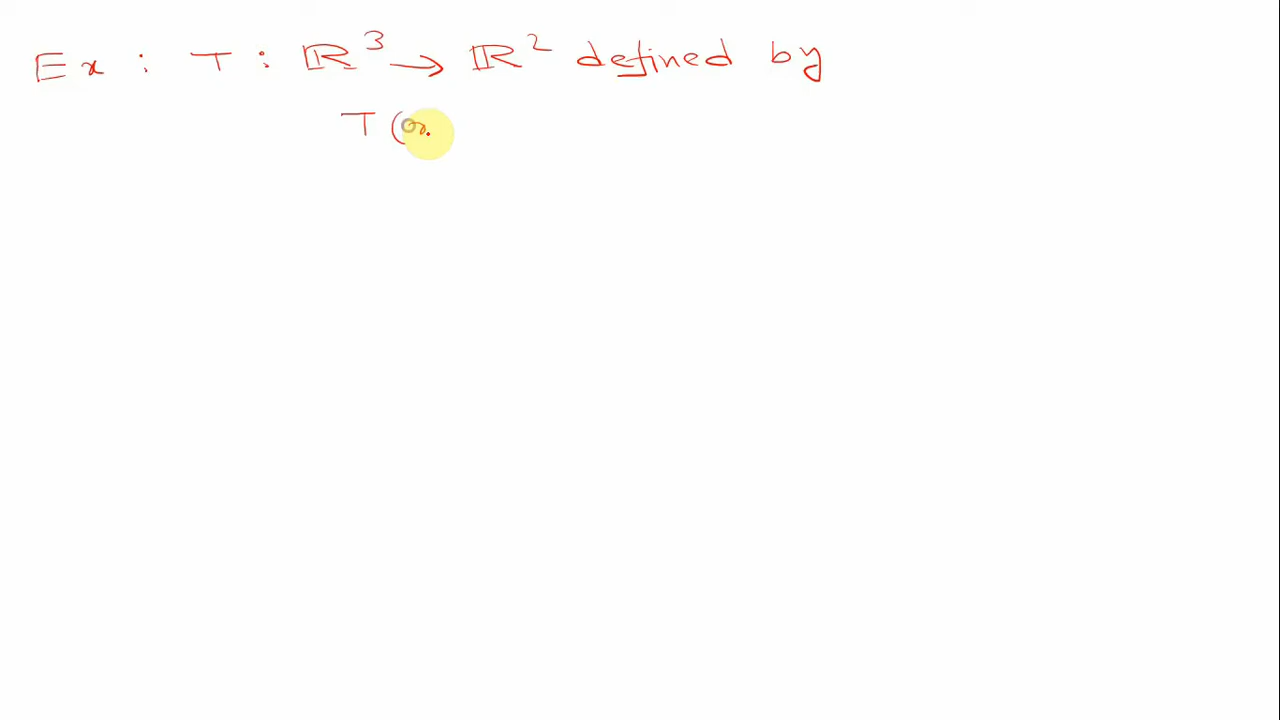 Ex : T : ℝ³ → ℝ² defined by
T (